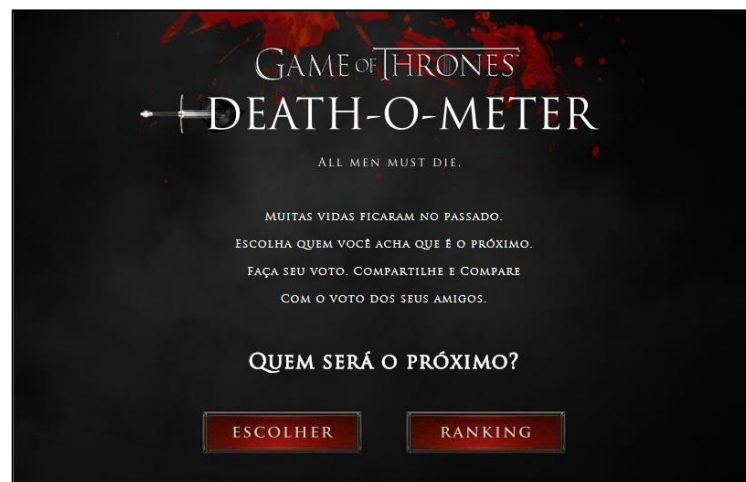 GAME OF THRONES
DEATH-O-METER
ALL MEN MUST DIE.
MUITAS VIDAS FICARAM NO PASSADO.
ESCOLHA QUEM VOCÊ ACHA QUE É O PRÓXIMO.
FAÇA SEU VOTO. COMPARTILHE E COMPARE
COM O VOTO DOS SEUS AMIGOS.
QUEM SERÁ O PRÓXIMO?
ESCOLHER
RANKING